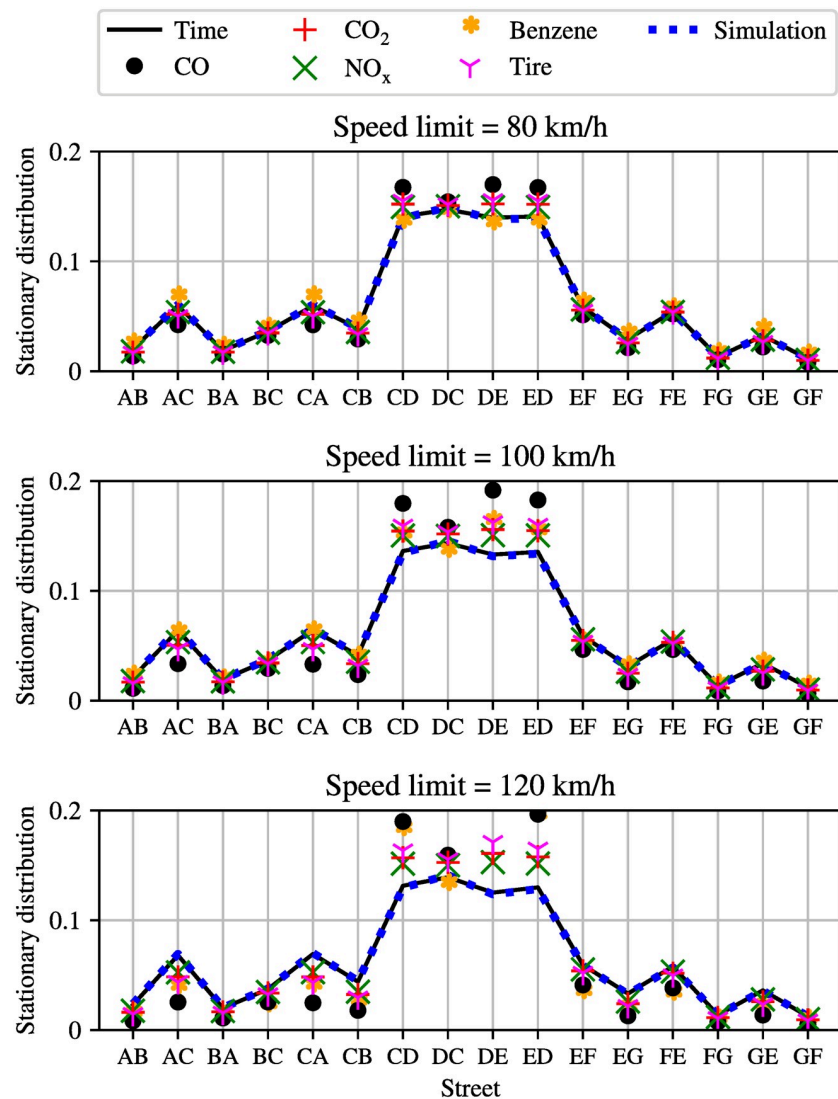 Time CO₂ Benzene Simulation
CO NOₓ Tire
Speed limit = 80 km/h
Stationary distribution
0.2
0.1
0
AB AC BA BC CA CB CD DC DE ED EF EG FE FG GE GF
Speed limit = 100 km/h
Stationary distribution
0.2
0.1
0
AB AC BA BC CA CB CD DC DE ED EF EG FE FG GE GF
Speed limit = 120 km/h
Stationary distribution
0.2
0.1
0
AB AC BA BC CA CB CD DC DE ED EF EG FE FG GE GF
Street